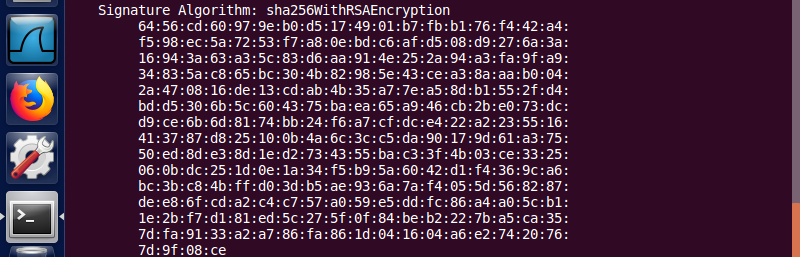 Signature Algorithm: sha256WithRSAEncryption
64:56:cd:60:97:9e:b0:d5:17:49:01:b7:fb:b1:76:f4:42:a4:
f5:98:ec:5a:72:53:f7:a8:0e:bd:c6:af:d5:08:d9:27:6a:3a:
16:94:3a:63:a3:5c:83:d6:aa:91:4e:25:2a:94:a3:fa:9f:a9:
34:83:5a:c8:65:bc:30:4b:82:98:5e:43:ce:a3:8a:aa:b0:04:
2a:47:08:16:de:13:cd:ab:4b:35:a7:7e:a5:8d:b1:55:2f:d4:
bd:d5:30:6b:5c:60:43:75:ba:ea:65:a9:46:cb:2b:e0:73:dc:
d9:ce:6b:6d:81:74:bb:24:f6:a7:cf:dc:e4:22:a2:23:55:16:
41:37:87:d8:25:10:0b:4a:6c:3c:c5:da:90:17:9d:61:a3:75:
50:ed:8d:e3:8d:1e:d2:73:43:55:ba:c3:3f:4b:03:ce:33:25:
06:0b:dc:25:1d:0e:1a:34:f5:b9:5a:60:42:d1:f4:36:9c:a6:
bc:3b:c8:4b:ff:d0:3d:b5:ae:93:6a:7a:f4:05:5d:56:82:87:
de:e8:6f:cd:a2:c4:c7:57:a0:59:e5:dd:fc:86:a4:a0:5c:b1:
1e:2b:f7:d1:81:ed:5c:27:5f:0f:84:be:b2:22:7b:a5:ca:35:
7d:fa:91:33:a2:a7:86:fa:86:1d:04:16:04:a6:e2:74:20:76:
7d:9f:08:ce